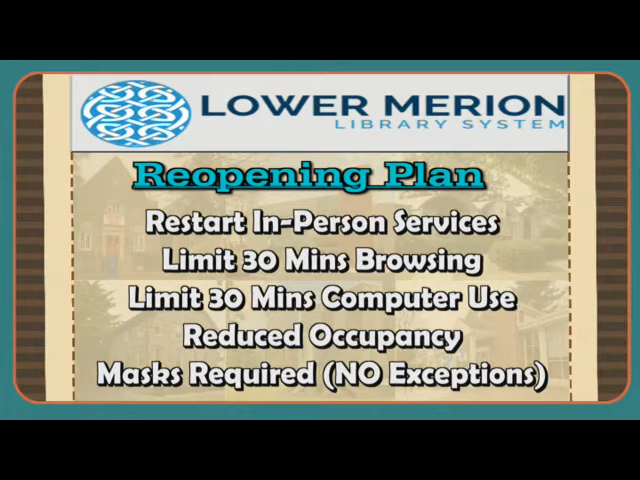 LOWER MERION
LIBRARY SYSTEM
Reopening Plan
Restart In-Person Services
Limit 30 Mins Browsing
Limit 30 Mins Computer Use
Reduced Occupancy
Masks Required (NO Exceptions)